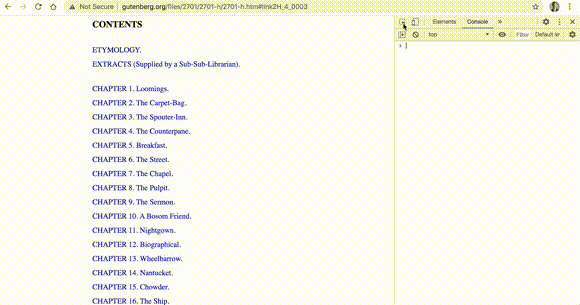 Not Secure | gutenberg.org/files/2701/2701-h/2701-h.htm#link2H_4_0003
Elements Console »
top Filter Default le
CONTENTS
ETYMOLOGY.
EXTRACTS (Supplied by a Sub-Sub-Librarian).
CHAPTER 1. Loomings.
CHAPTER 2. The Carpet-Bag.
CHAPTER 3. The Spouter-Inn.
CHAPTER 4. The Counterpane.
CHAPTER 5. Breakfast.
CHAPTER 6. The Street.
CHAPTER 7. The Chapel.
CHAPTER 8. The Pulpit.
CHAPTER 9. The Sermon.
CHAPTER 10. A Bosom Friend.
CHAPTER 11. Nightgown.
CHAPTER 12. Biographical.
CHAPTER 13. Wheelbarrow.
CHAPTER 14. Nantucket.
CHAPTER 15. Chowder.
CHAPTER 16. The Ship.